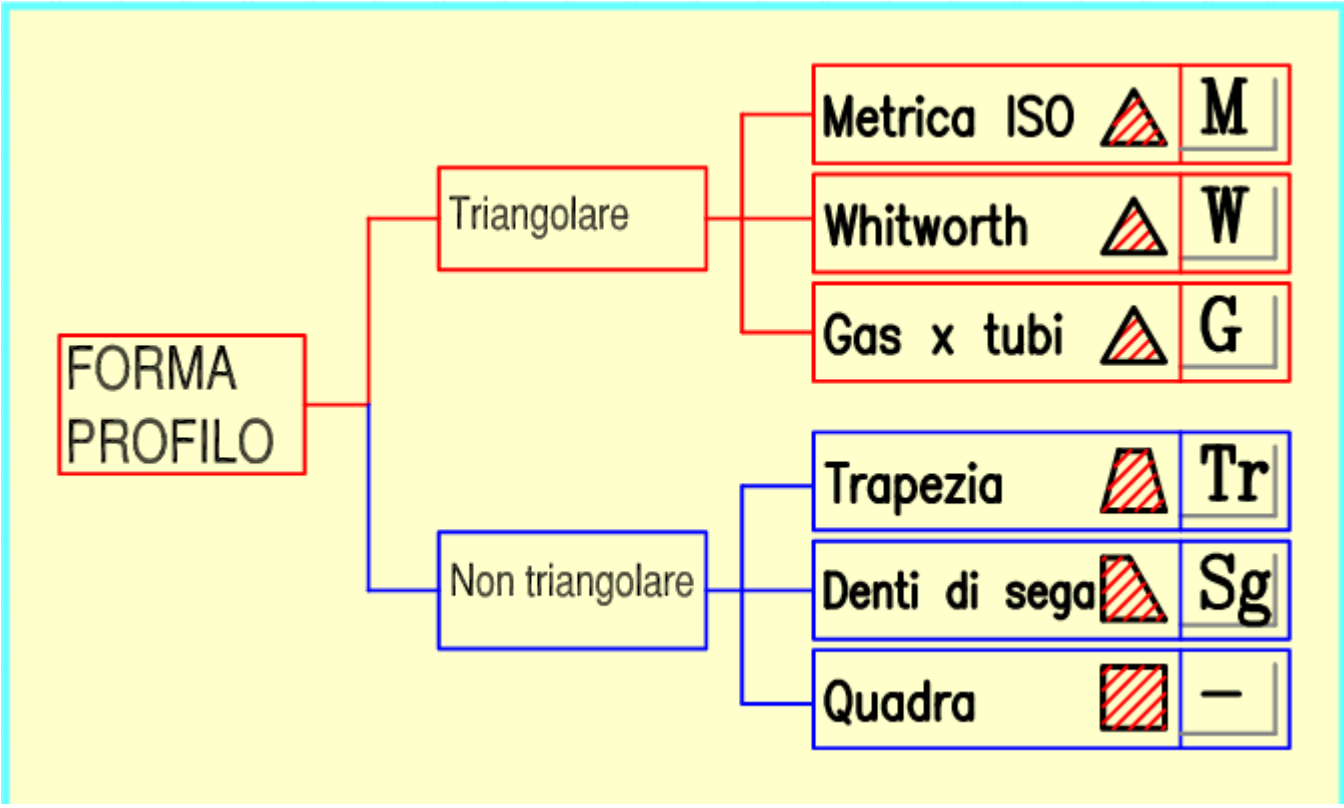 FORMA
PROFILO
Triangolare
Metrica ISO M
Whitworth W
Gas x tubi G
Non triangolare
Trapezia Tr
Denti di sega Sg
Quadra –